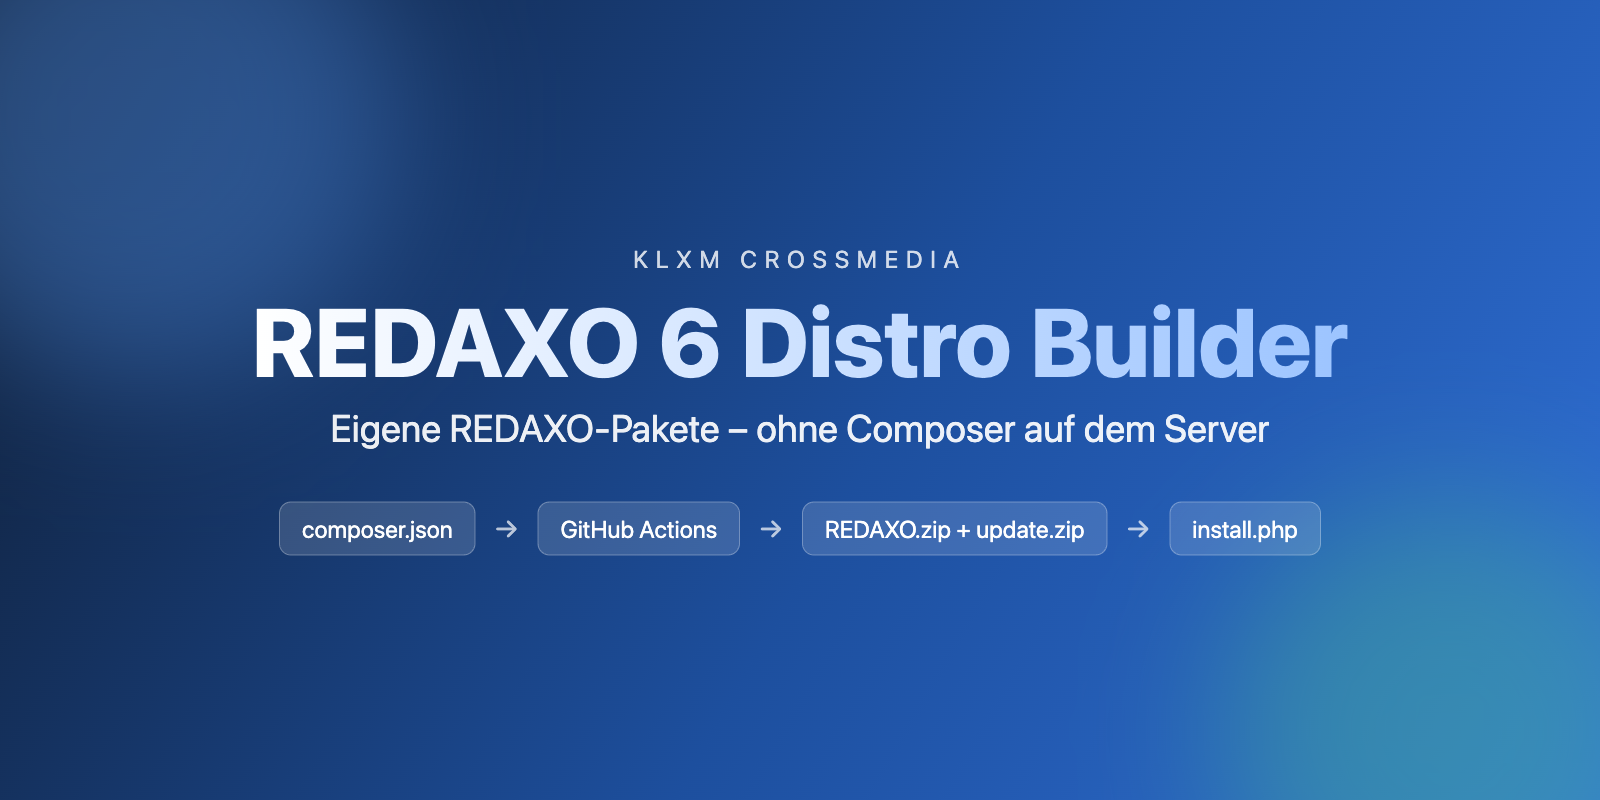 KLXM CROSSMEDIA
REDAXO 6 Distro Builder
Eigene REDAXO-Pakete – ohne Composer auf dem Server
composer.json → GitHub Actions → REDAXO.zip + update.zip → install.php